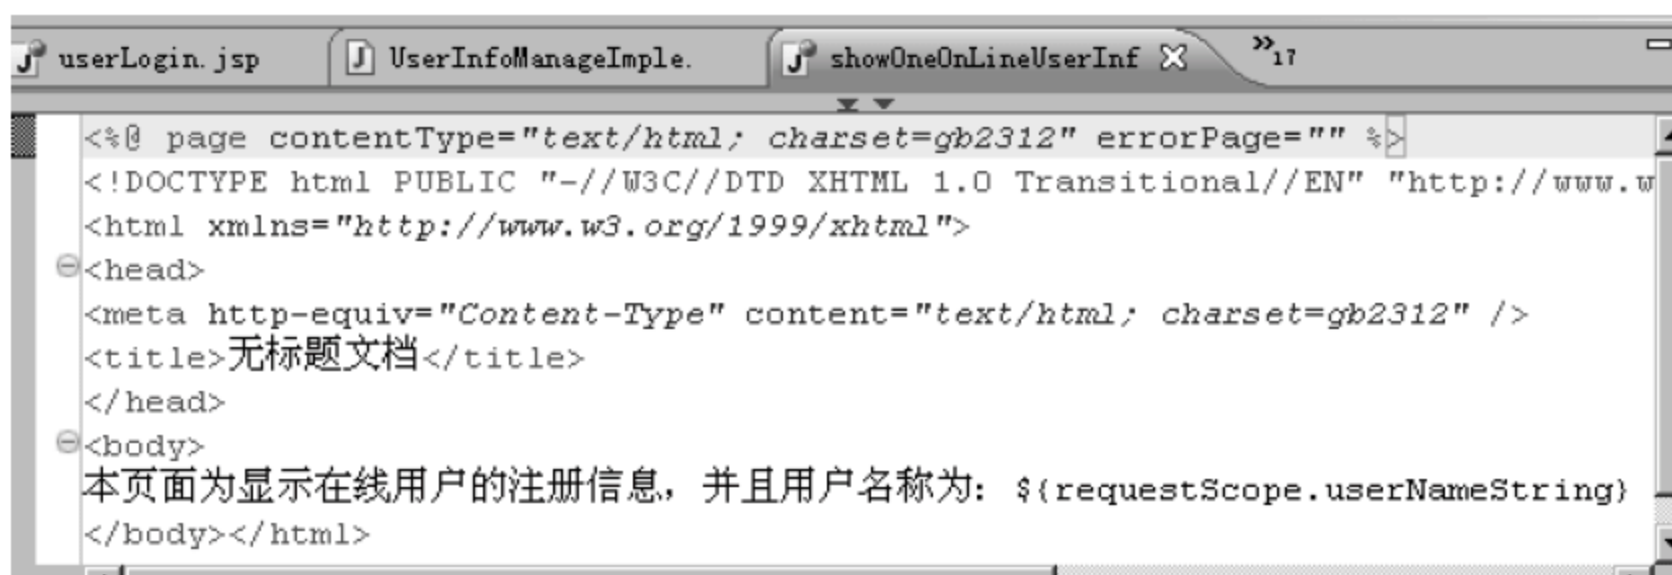 userLogin.jsp UserInfoManageImple. showOneOnLineUserInf »17
<%@ page contentType="text/html; charset=gb2312" errorPage="" %>
<!DOCTYPE html PUBLIC "-//W3C//DTD XHTML 1.0 Transitional//EN" "http://www.w
<html xmlns="http://www.w3.org/1999/xhtml">
<head>
<meta http-equiv="Content-Type" content="text/html; charset=gb2312" />
<title>无标题文档</title>
</head>
<body>
本页面为显示在线用户的注册信息，并且用户名称为：${requestScope.userNameString}
</body></html>